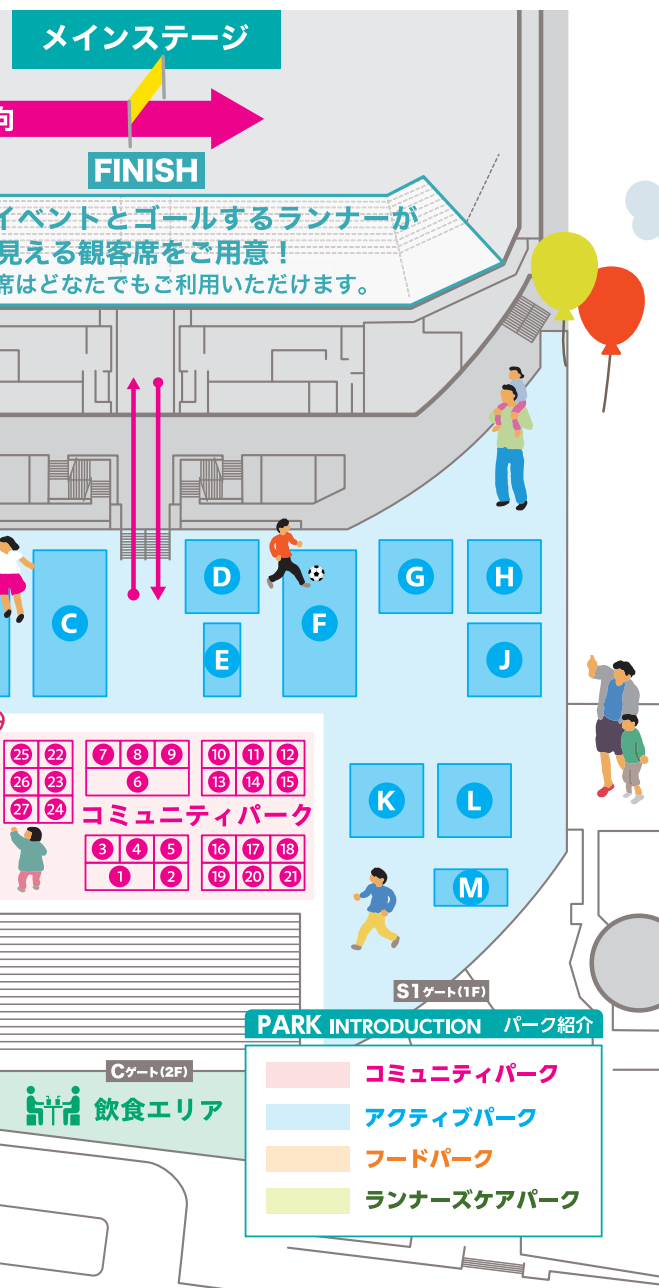 メインステージ
向
FINISH
イベントとゴールするランナーが
見える観客席をご用意！
席はどなたでもご利用いただけます。
D
G
H
C
F
E
J
25 22 7 8 9 10 11 12
26 23 6 13 14 15
27 24
コミュニティパーク
K
L
3 4 5 16 17 18
1 2 19 20 21
M
S1ゲート(1F)
PARK INTRODUCTION パーク紹介
Cゲート(2F)
飲食エリア
コミュニティパーク
アクティブパーク
フードパーク
ランナーズケアパーク